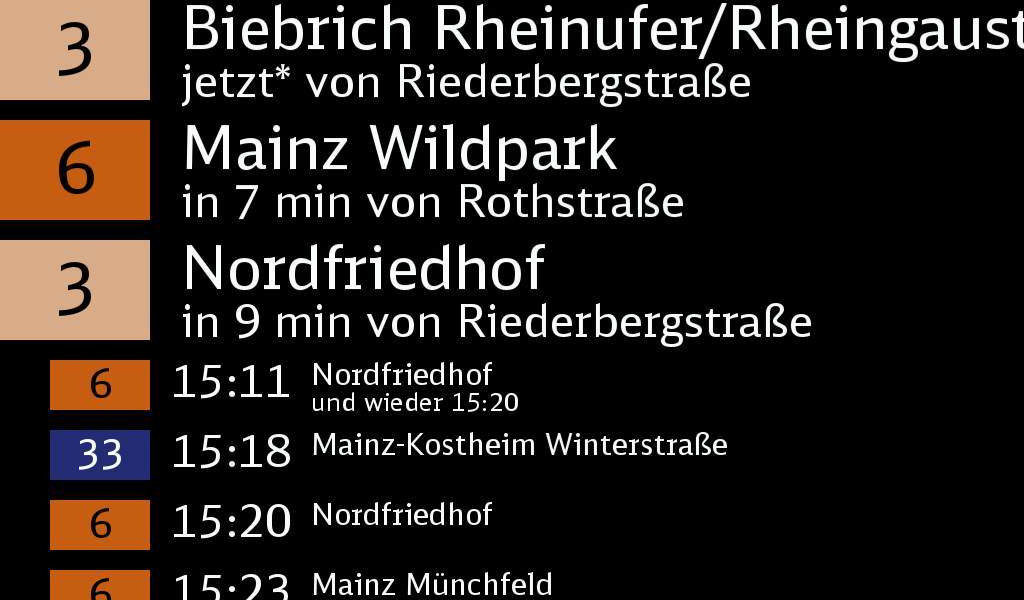 3 Biebrich Rheinufer/Rheingaust
jetzt* von Riederbergstraße
6 Mainz Wildpark
in 7 min von Rothstraße
3 Nordfriedhof
in 9 min von Riederbergstraße
6 15:11 Nordfriedhof
und wieder 15:20
33 15:18 Mainz-Kostheim Winterstraße
6 15:20 Nordfriedhof
6 15:23 Mainz Münchfeld